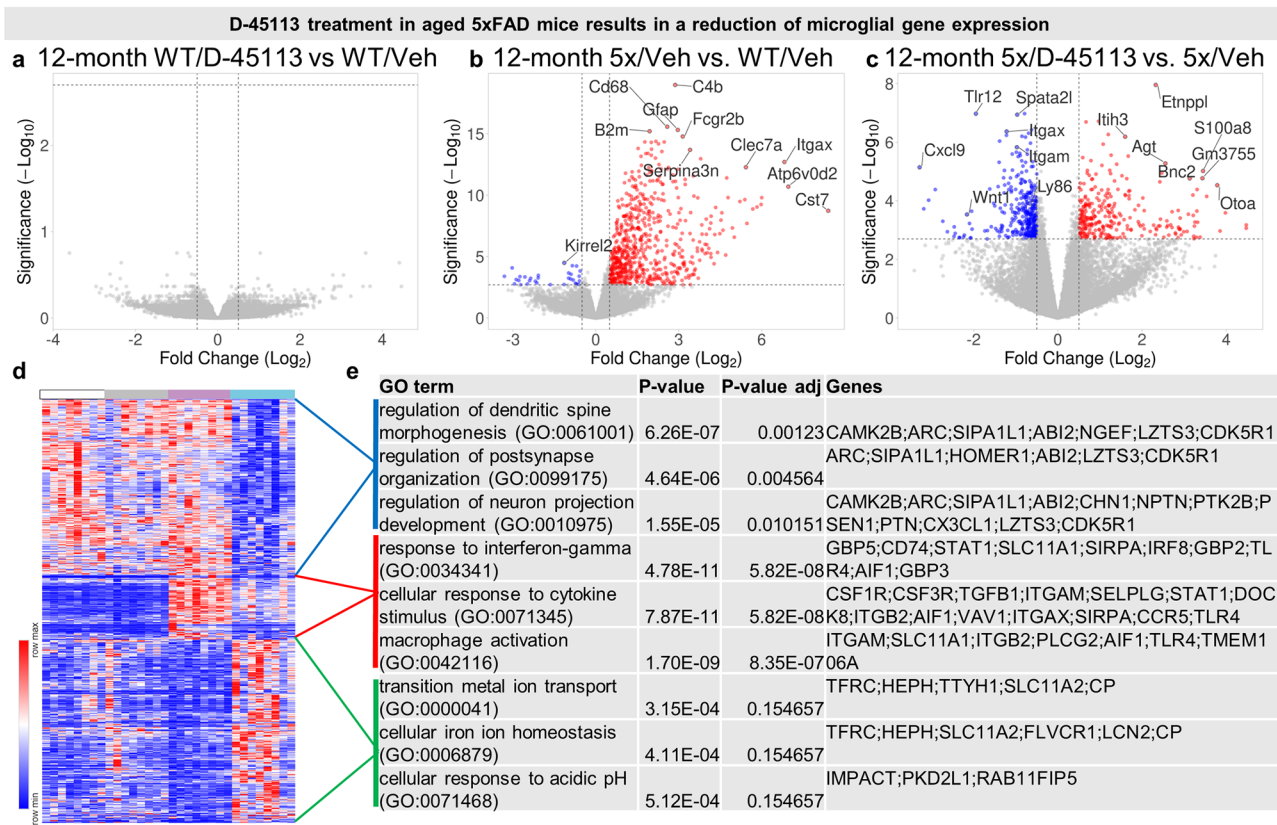 D-45113 treatment in aged 5xFAD mice results in a reduction of microglial gene expression
a 12-month WT/D-45113 vs WT/Veh
Significance (−Log10)
2
1
0
-4 -2 0 2 4
Fold Change (Log2)
b 12-month 5x/Veh vs. WT/Veh
Significance (−Log10)
15
10
5
0
-3 0 3 6
Fold Change (Log2)
Cd68
C4b
Gfap
Fcgr2b
B2m
Clec7a
Itgax
Serpina3n
Atp6v0d2
Cst7
Kirrel2
c 12-month 5x/D-45113 vs. 5x/Veh
Significance (−Log10)
8
6
4
2
0
-2 0 2 4
Fold Change (Log2)
Tlr12
Spata2l
Etnppl
Itgax
Itih3
S100a8
Cxcl9
Itgam
Agt
Gm3755
Bnc2
Ly86
Wnt1
Otoa
d
row max
row min
e
GO term P-value P-value adj Genes
regulation of dendritic spine
morphogenesis (GO:0061001) 6.26E-07 0.00123 CAMK2B;ARC;SIPA1L1;ABI2;NGEF;LZTS3;CDK5R1
regulation of postsynapse ARC;SIPA1L1;HOMER1;ABI2;LZTS3;CDK5R1
organization (GO:0099175) 4.64E-06 0.004564
regulation of neuron projection CAMK2B;ARC;SIPA1L1;ABI2;CHN1;NPTN;PTK2B;P
development (GO:0010975) 1.55E-05 0.010151 SEN1;PTN;CX3CL1;LZTS3;CDK5R1
response to interferon-gamma GBP5;CD74;STAT1;SLC11A1;SIRPA;IRF8;GBP2;TL
(GO:0034341) 4.78E-11 5.82E-08 R4;AIF1;GBP3
cellular response to cytokine CSF1R;CSF3R;TGFB1;ITGAM;SELPLG;STAT1;DOC
stimulus (GO:0071345) 7.87E-11 5.82E-08 K8;ITGB2;AIF1;VAV1;ITGAX;SIRPA;CCR5;TLR4
macrophage activation ITGAM;SLC11A1;ITGB2;PLCG2;AIF1;TLR4;TMEM1
(GO:0042116) 1.70E-09 8.35E-07 06A
transition metal ion transport TFRC;HEPH;TTYH1;SLC11A2;CP
(GO:0000041) 3.15E-04 0.154657
cellular iron ion homeostasis TFRC;HEPH;SLC11A2;FLVCR1;LCN2;CP
(GO:0006879) 4.11E-04 0.154657
cellular response to acidic pH IMPACT;PKD2L1;RAB11FIP5
(GO:0071468) 5.12E-04 0.154657